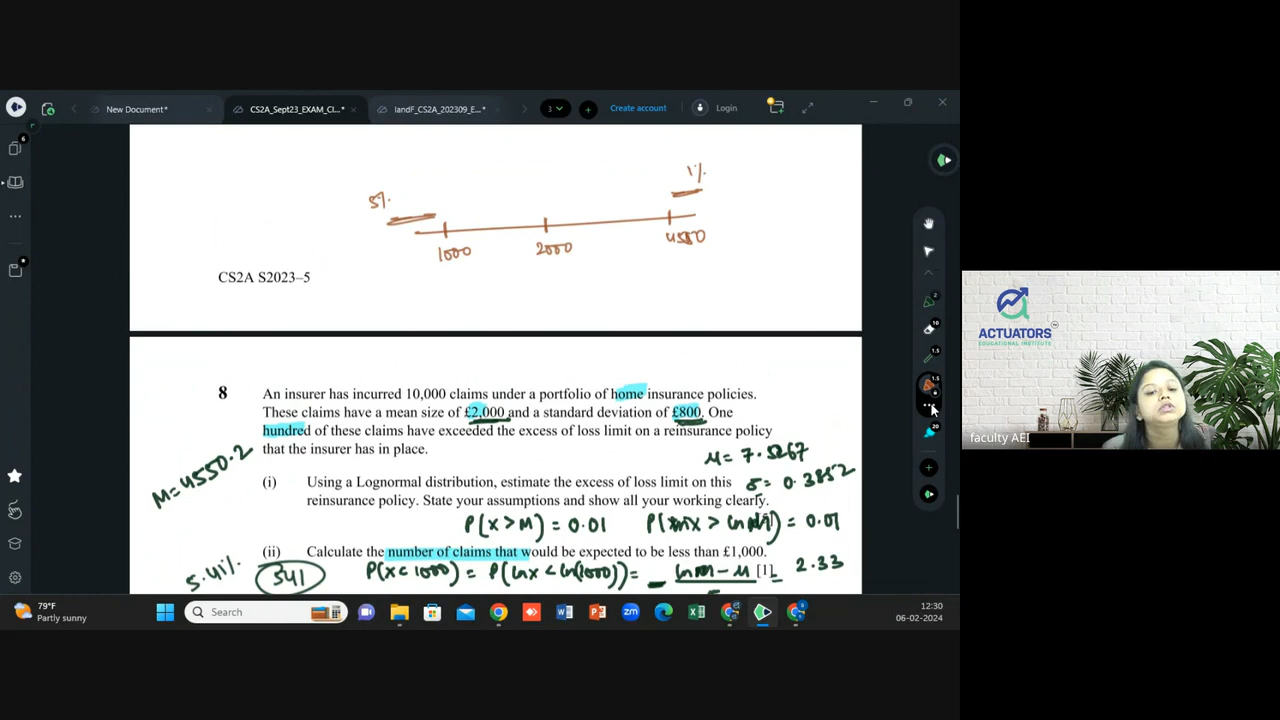 New Document*
CS2A_Sept23_EXAM_Cl...*
IandF_CS2A_202309_E...*
3
Create account
Login
5%
1%
1000
2000
4550
CS2A S2023–5
8 An insurer has incurred 10,000 claims under a portfolio of home insurance policies.
These claims have a mean size of £2,000 and a standard deviation of £800. One
hundred of these claims have exceeded the excess of loss limit on a reinsurance policy
that the insurer has in place.
M=4550.2
μ = 7.5267
(i) Using a Lognormal distribution, estimate the excess of loss limit on this
σ = 0.3852
reinsurance policy. State your assumptions and show all your working clearly.
P(X>M) = 0.01
= 0.01
(ii) Calculate the number of claims that would be expected to be less than £1,000.
[1]
5.41%
541
P(X<1000) = P(lnx < ln(1000)) = lnM - μ = 2.33
ACTUATORS
EDUCATIONAL INSTITUTE
faculty AEI
79°F
Partly sunny
Search
12:30
06-02-2024